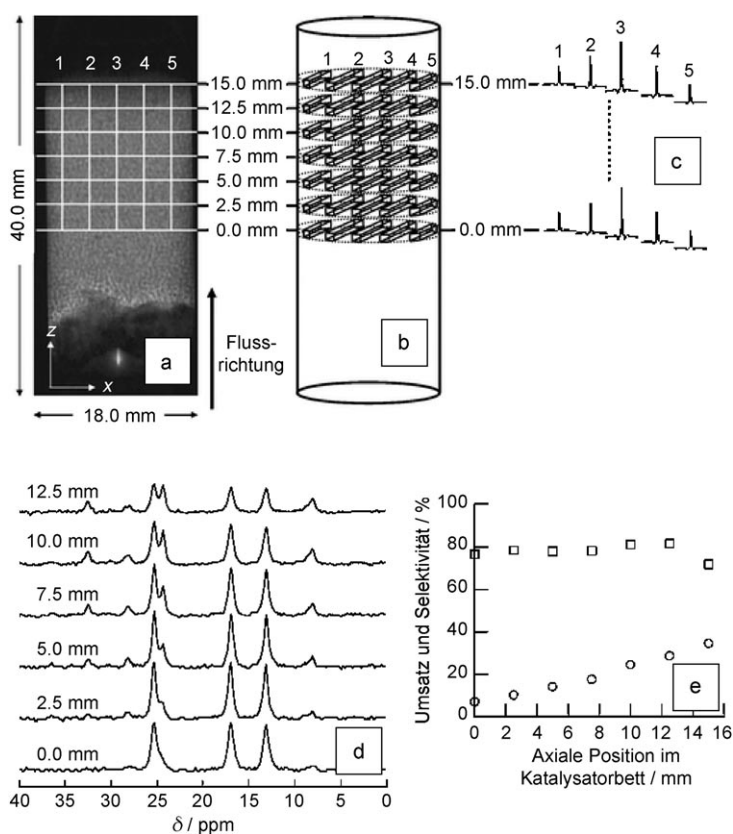 40.0 mm
1 2 3 4 5
z
x
a
18.0 mm
15.0 mm
12.5 mm
10.0 mm
7.5 mm
5.0 mm
2.5 mm
0.0 mm
Fluss-
richtung
1 2 3 4 5
b
15.0 mm
0.0 mm
1 2 3 4 5
c
12.5 mm
10.0 mm
7.5 mm
5.0 mm
2.5 mm
0.0 mm
d
40 35 30 25 20 15 10 5 0
δ / ppm
Umsatz und Selektivität / %
100
80
60
40
20
0
e
0 2 4 6 8 10 12 14 16
Axiale Position im
Katalysatorbett / mm